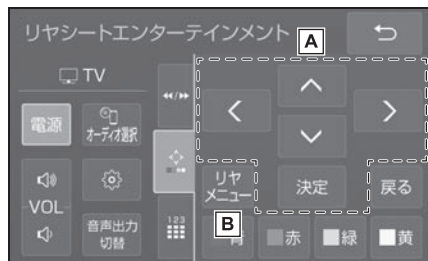 リヤシートエンターテインメント
A
TV
電源
オーディオ選択
VOL
音声出力
切替
123
リヤ
メニュー
決定
戻る
B
青
赤
緑
黄